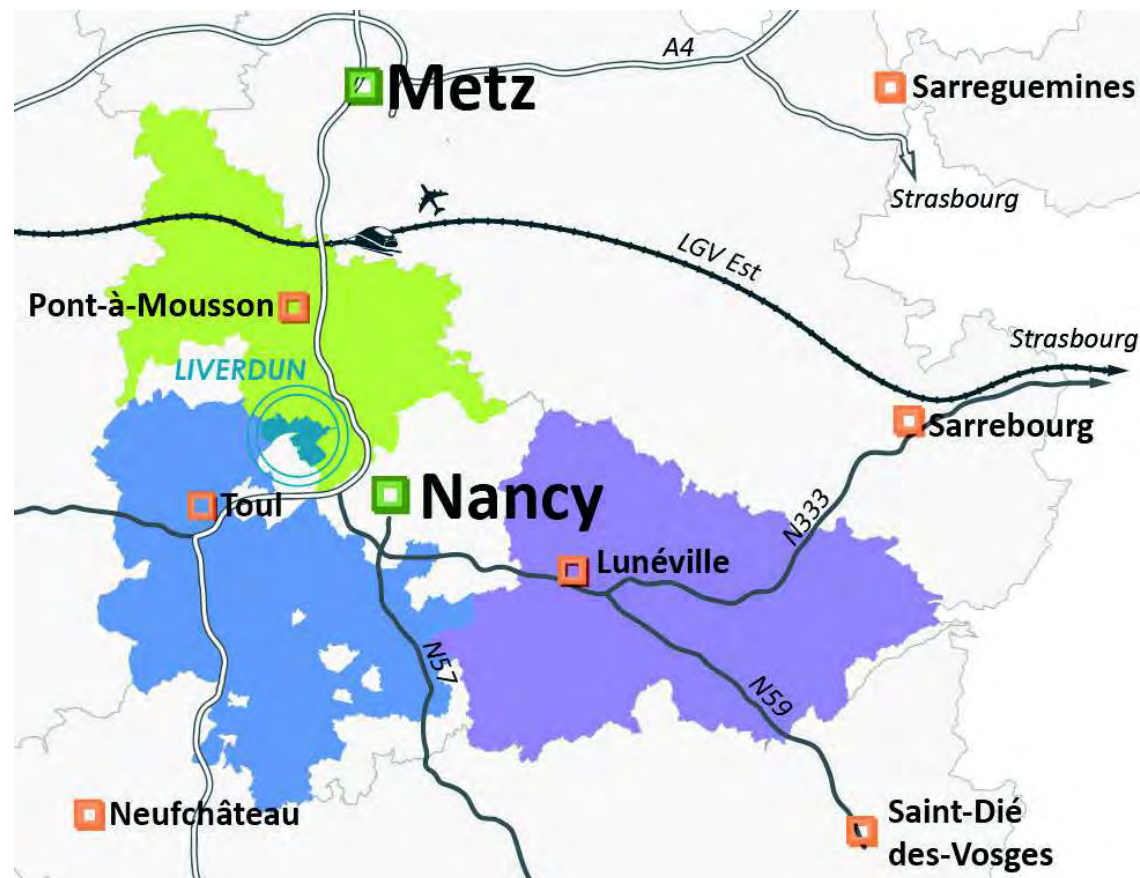 A4
Metz
Sarreguemines
Strasbourg
LGV Est
Pont-à-Mousson
Strasbourg
LIVERDUN
Sarrebourg
Nancy
Toul
N333
Lunéville
N57
N59
Neufchâteau
Saint-Dié
des-Vosges